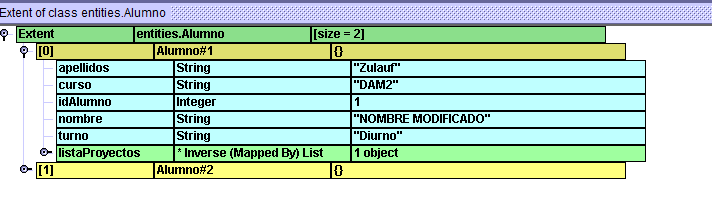 Extent of class entities.Alumno
Extent entities.Alumno [size = 2]
[0] Alumno#1 {}
apellidos String "Zulauf"
curso String "DAM2"
idAlumno Integer 1
nombre String "NOMBRE MODIFICADO"
turno String "Diurno"
listaProyectos * Inverse (Mapped By) List 1 object
[1] Alumno#2 {}